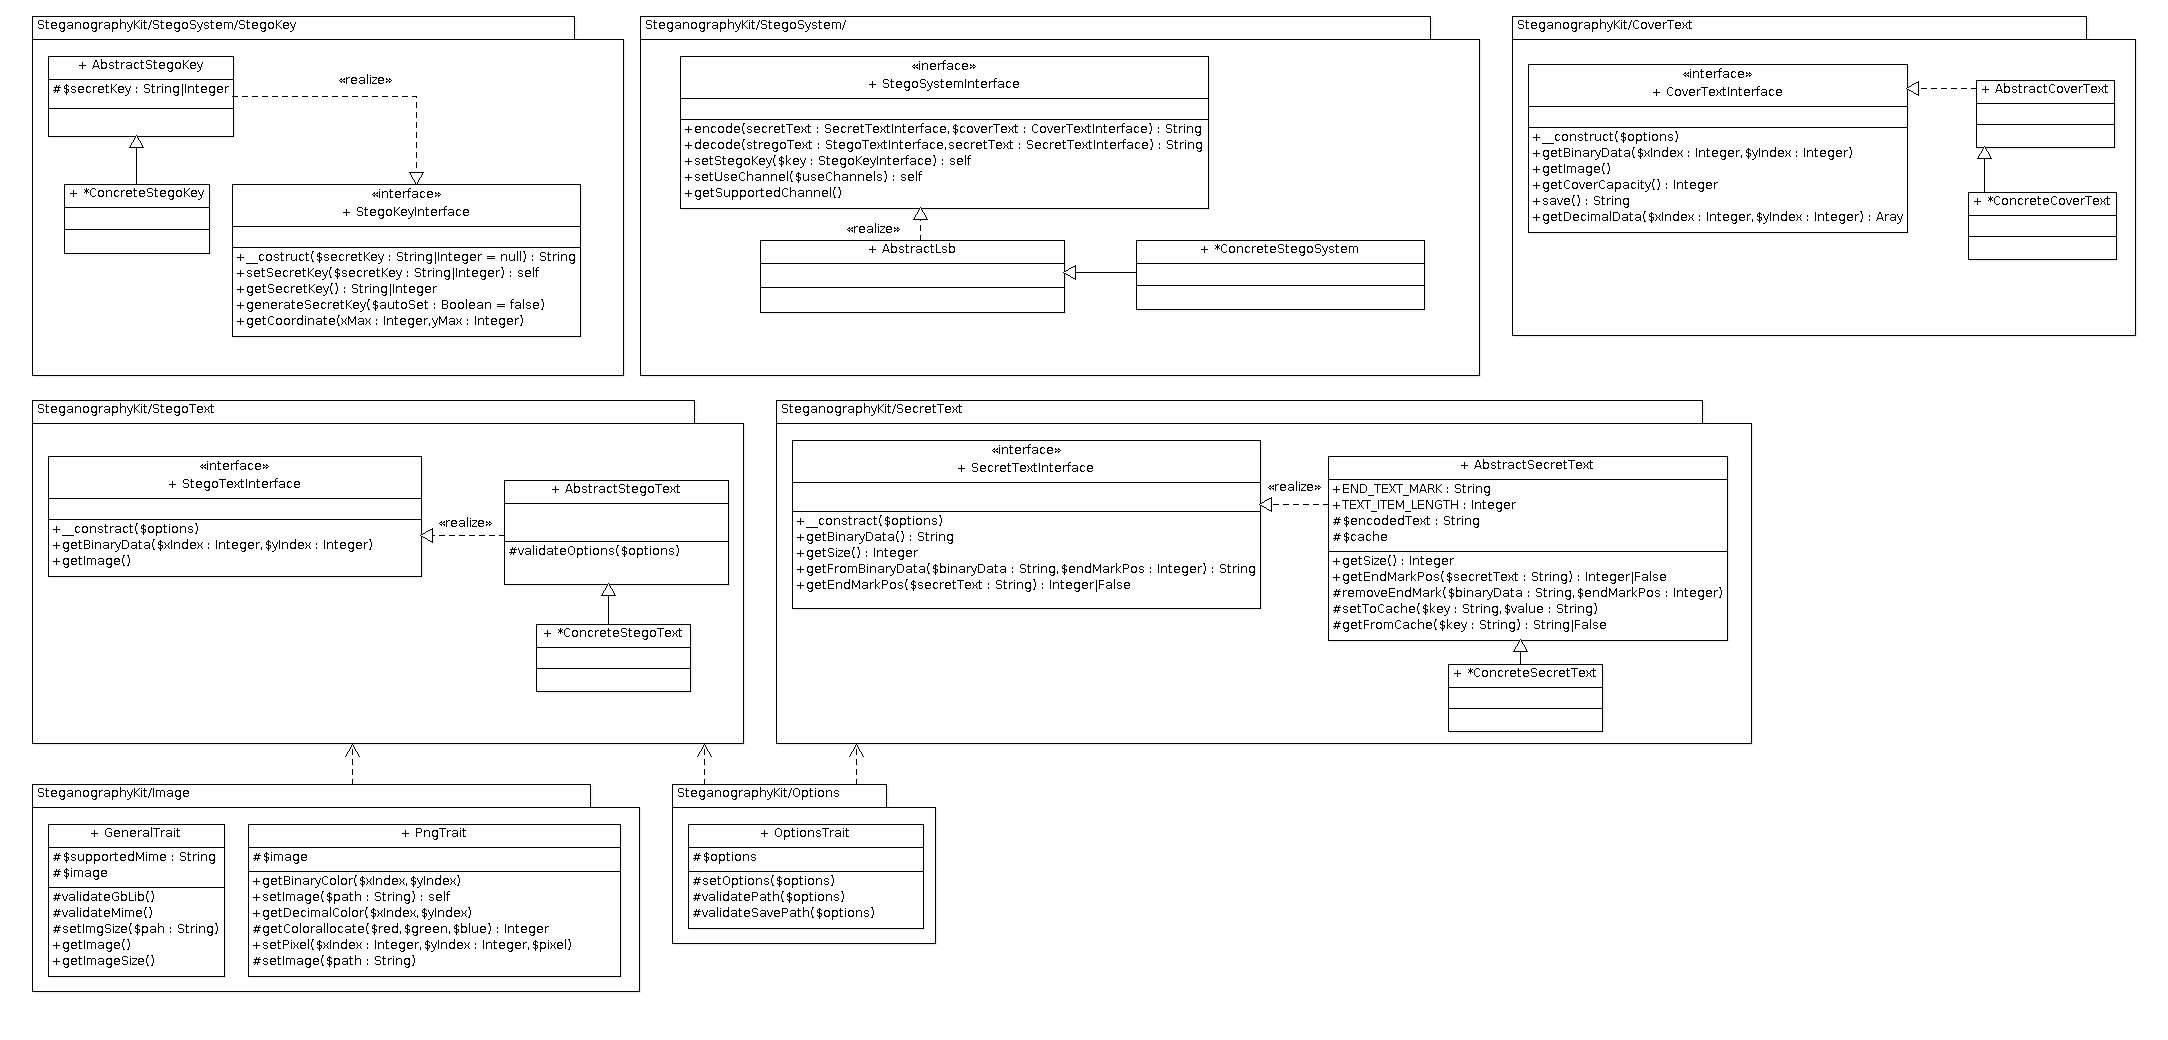 SteganographyKit/StegoSystem/StegoKey
+ AbstractStegoKey
#$secretKey : String|Integer
«realize»
+ *ConcreteStegoKey
«interface»
+ StegoKeyInterface
+__costruct($secretKey : String|Integer = null) : String
+setSecretKey($secretKey : String|Integer) : self
+getSecretKey() : String|Integer
+generateSecretKey($autoSet : Boolean = false)
+getCoordinate(xMax : Integer,yMax : Integer)
SteganographyKit/StegoSystem/
«inerface»
+ StegoSystemInterface
+encode(secretText : SecretTextInterface,$coverText : CoverTextInterface) : String
+decode(stregoText : StegoTextInterface,secretText : SecretTextInterface) : String
+setStegoKey($key : StegoKeyInterface) : self
+setUseChannel($useChannels) : self
+getSupportedChannel()
«realize»
+ AbstractLsb
+ *ConcreteStegoSystem
SteganographyKit/CoverText
«interface»
+ CoverTextInterface
+__construct($options)
+getBinaryData($xIndex : Integer,$yIndex : Integer)
+getImage()
+getCoverCapacity() : Integer
+save() : String
+getDecimalData($xIndex : Integer,$yIndex : Integer) : Aray
+ AbstractCoverText
+ *ConcreteCoverText
SteganographyKit/StegoText
«interface»
+ StegoTextInterface
+__construct($options)
+getBinaryData($xIndex : Integer,$yIndex : Integer)
+getImage()
«realize»
+ AbstractStegoText
#validateOptions($options)
+ *ConcreteStegoText
SteganographyKit/SecretText
«interface»
+ SecretTextInterface
+__construct($options)
+getBinaryData() : String
+getSize() : Integer
+getFromBinaryData($binaryData : String,$endMarkPos : Integer) : String
+getEndMarkPos($secretText : String) : Integer|False
«realize»
+ AbstractSecretText
+END_TEXT_MARK : String
+TEXT_ITEM_LENGTH : Integer
#$encodedText : String
#$cache
+getSize() : Integer
+getEndMarkPos($secretText : String) : Integer|False
#removeEndMark($binaryData : String,$endMarkPos : Integer)
#setToCache($key : String,$value : String)
#getFromCache($key : String) : String|False
+ *ConcreteSecretText
SteganographyKit/Image
+ GeneralTrait
#$supportedMime : String
#$image
#validateGbLib()
#validateMime()
#setImgSize($pah : String)
+getImage()
+getImageSize()
+ PngTrait
#$image
+getBinaryColor($xIndex,$yIndex)
+setImage($path : String) : self
+getDecimalColor($xIndex,$yIndex)
#getColorallocate($red,$green,$blue) : Integer
+setPixel($xIndex : Integer,$yIndex : Integer,$pixel)
#setImage($path : String)
SteganographyKit/Options
+ OptionsTrait
#$options
#setOptions($options)
#validatePath($options)
#validateSavePath($options)